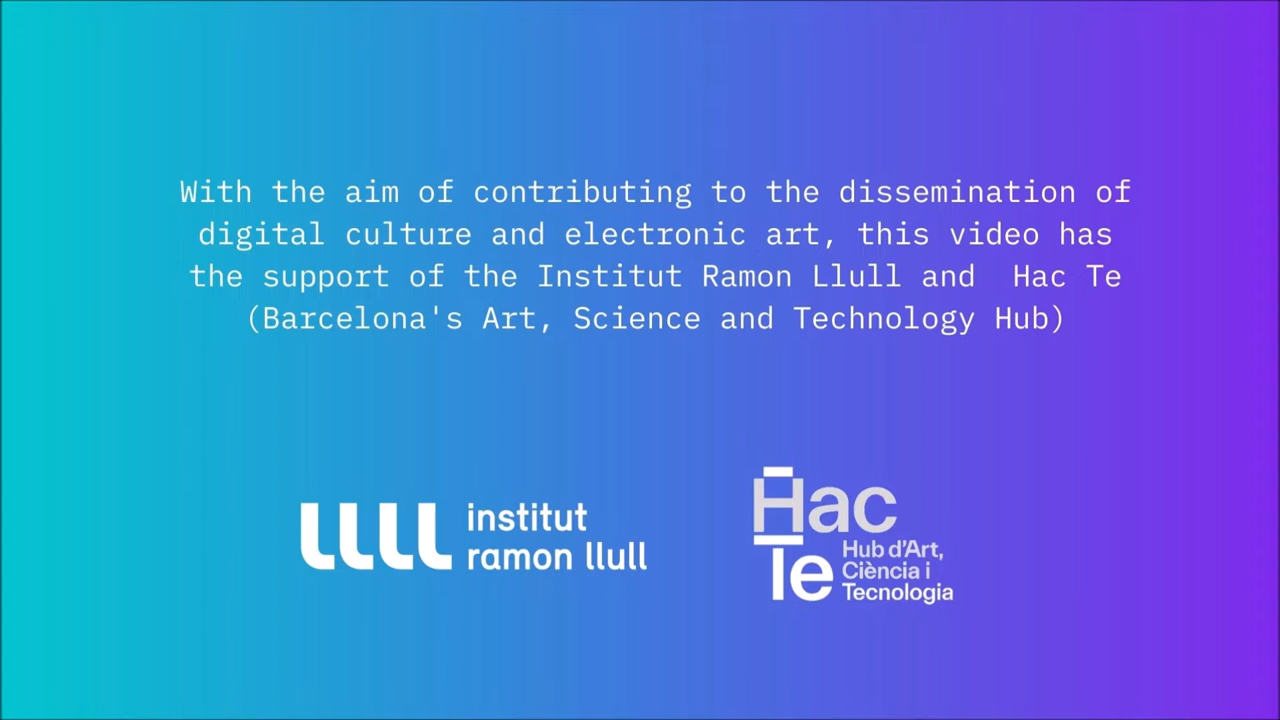 With the aim of contributing to the dissemination of
digital culture and electronic art, this video has
the support of the Institut Ramon Llull and  Hac Te
(Barcelona's Art, Science and Technology Hub)
llll institut
ramon llull
Hac
Te
Hub d'Art,
Ciència i
Tecnologia